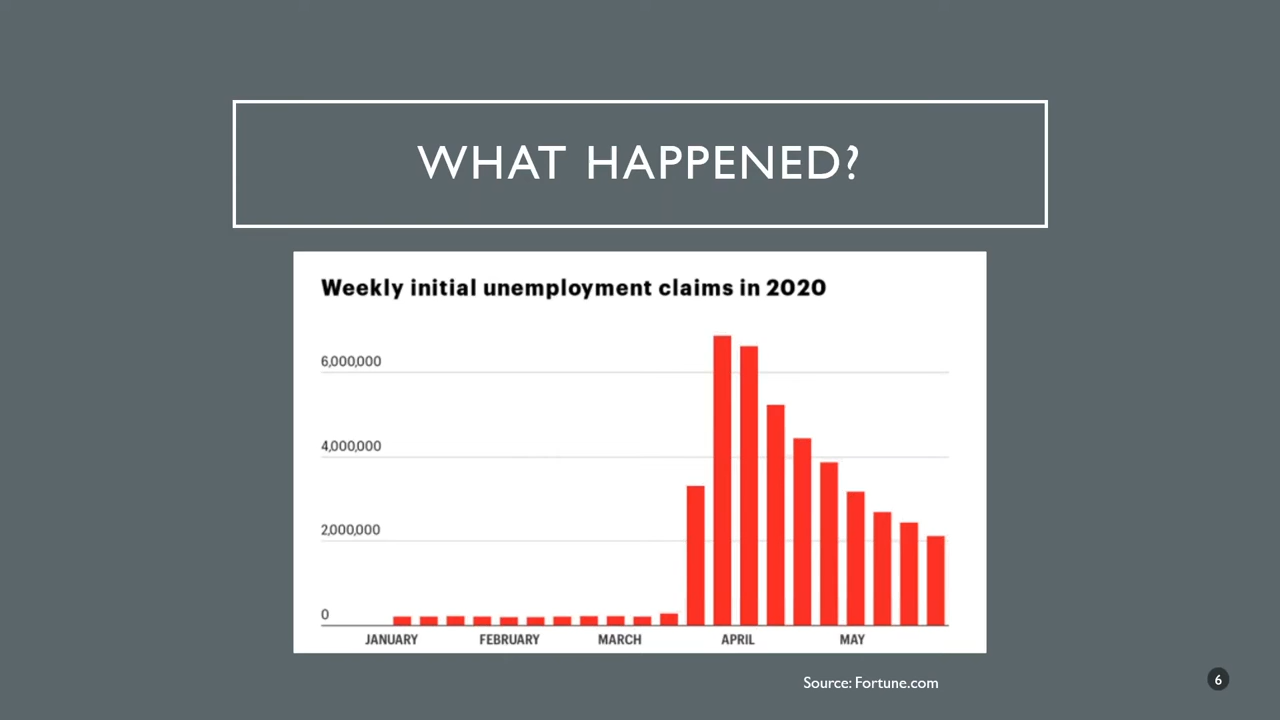 WHAT HAPPENED?
Weekly initial unemployment claims in 2020
6,000,000
4,000,000
2,000,000
0
JANUARY FEBRUARY MARCH APRIL MAY
Source: Fortune.com
6